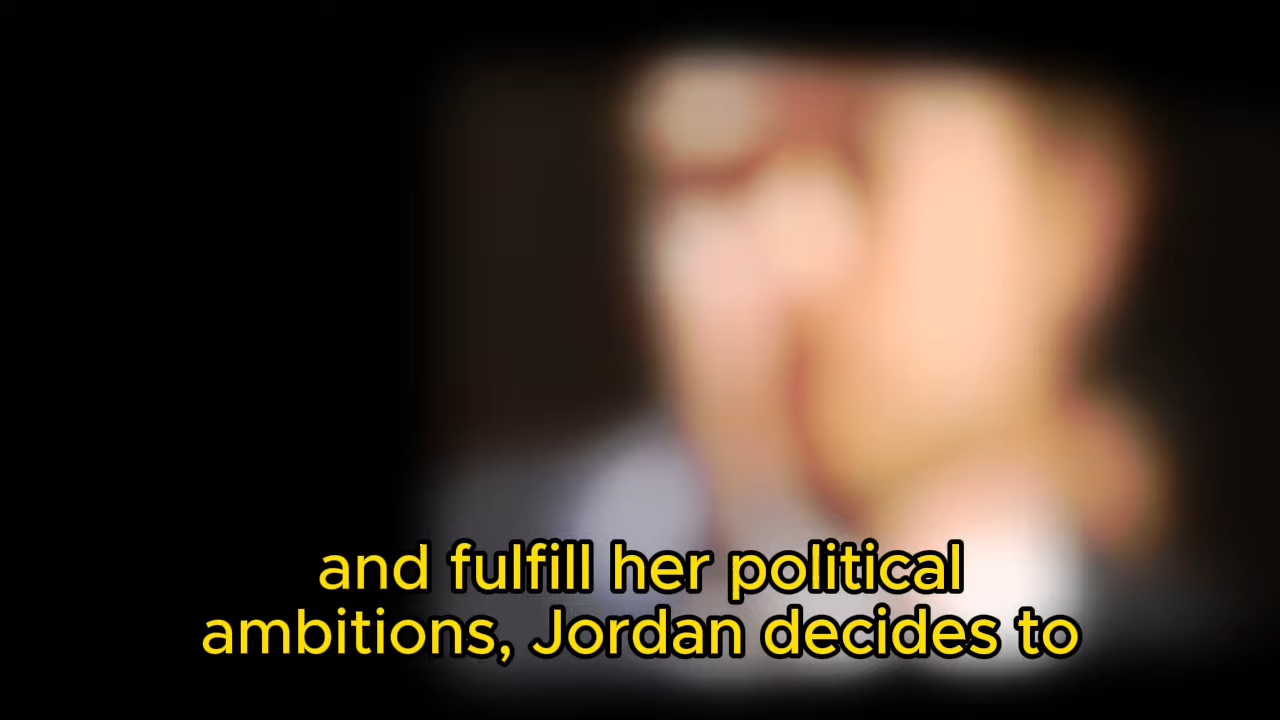 and fulfill her political
ambitions, Jordan decides to